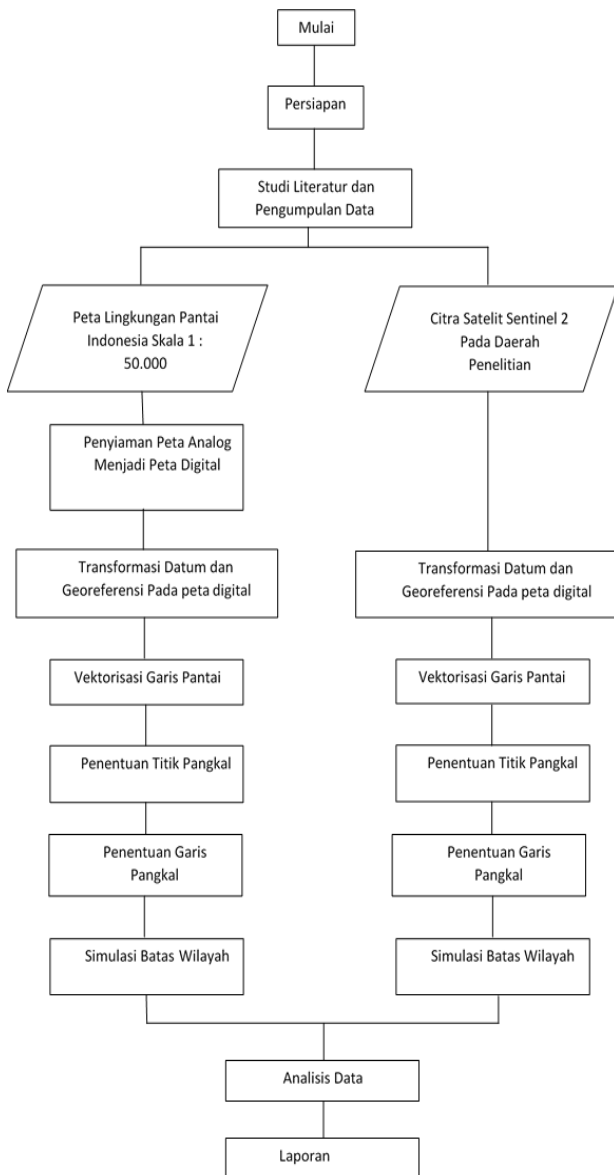 Mulai
Persiapan
Studi Literatur dan
Pengumpulan Data
Peta Lingkungan Pantai
Indonesia Skala 1 :
50.000
Citra Satelit Sentinel 2
Pada Daerah
Penelitian
Penyiaman Peta Analog
Menjadi Peta Digital
Transformasi Datum dan
Georeferensi Pada peta digital
Transformasi Datum dan
Georeferensi Pada peta digital
Vektorisasi Garis Pantai
Vektorisasi Garis Pantai
Penentuan Titik Pangkal
Penentuan Titik Pangkal
Penentuan Garis
Pangkal
Penentuan Garis
Pangkal
Simulasi Batas Wilayah
Simulasi Batas Wilayah
Analisis Data
Laporan